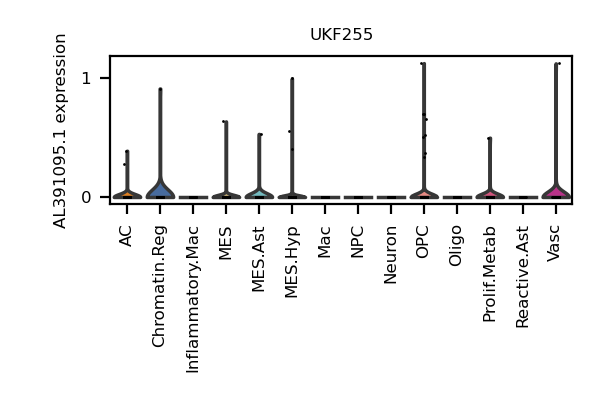 UKF255
AL391095.1 expression
1
0
AC
Chromatin.Reg
Inflammatory.Mac
MES
MES.Ast
MES.Hyp
Mac
NPC
Neuron
OPC
Oligo
Prolif.Metab
Reactive.Ast
Vasc